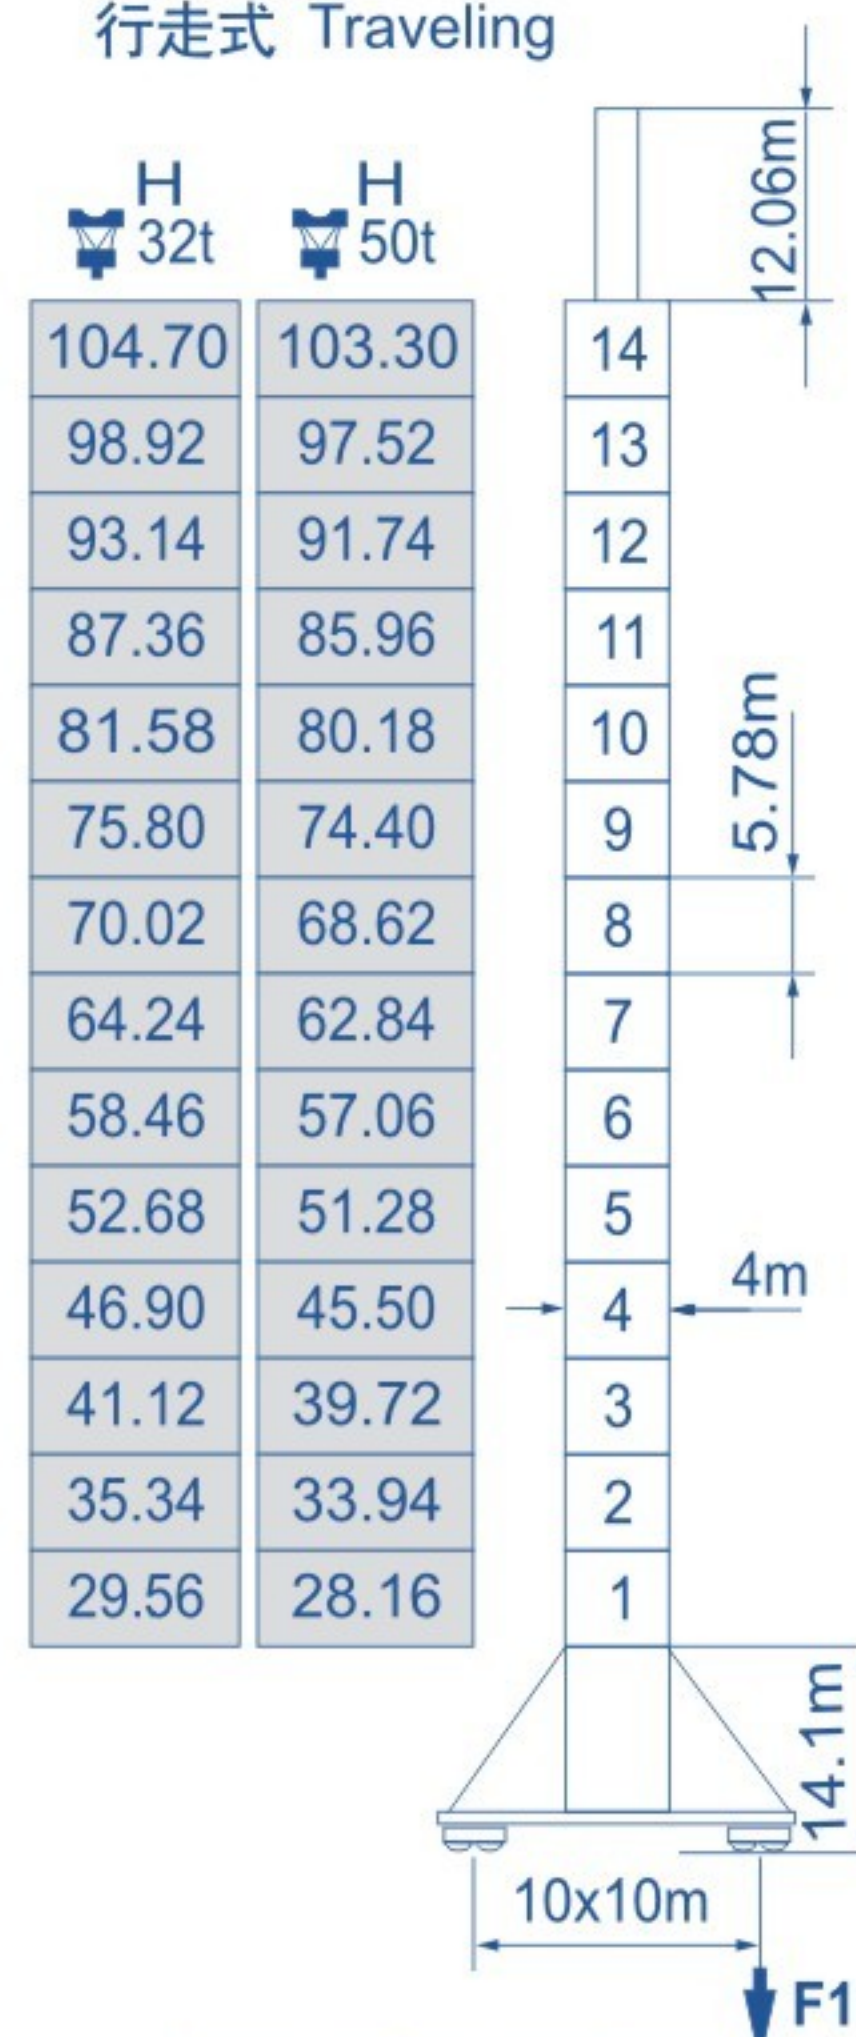 行走式 Traveling
12.06m
H H
32t 50t
104.70 103.30 14
98.92 97.52 13
93.14 91.74 12
87.36 85.96 11
81.58 80.18 10
5.78m
75.80 74.40 9
70.02 68.62 8
64.24 62.84 7
58.46 57.06 6
52.68 51.28 5
46.90 45.50 4 4m
41.12 39.72 3
35.34 33.94 2
29.56 28.16 1
14.1m
10x10m
F1